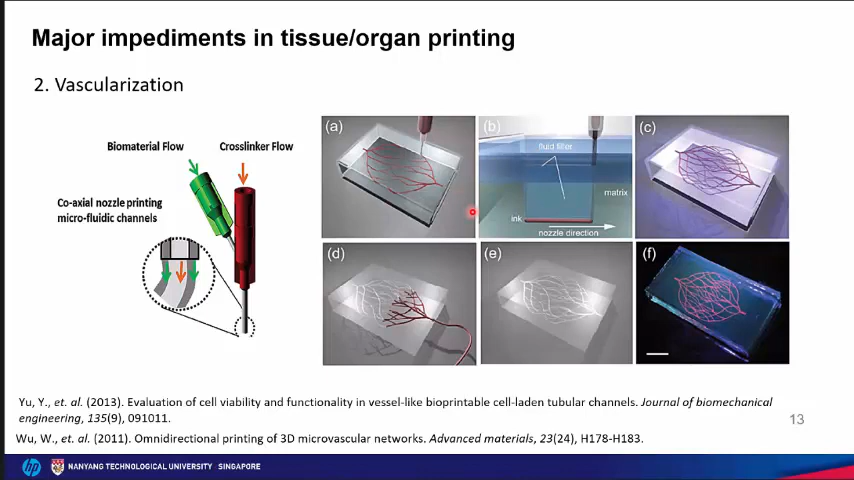 Major impediments in tissue/organ printing
2. Vascularization
Biomaterial Flow
Crosslinker Flow
Co-axial nozzle printing
micro-fluidic channels
(a)
(b)
fluid filler
matrix
ink
nozzle direction
(c)
(d)
(e)
(f)
Yu, Y., et. al. (2013). Evaluation of cell viability and functionality in vessel-like bioprintable cell-laden tubular channels. Journal of biomechanical
engineering, 135(9), 091011.
13
Wu, W., et. al. (2011). Omnidirectional printing of 3D microvascular networks. Advanced materials, 23(24), H178-H183.
hp
NANYANG TECHNOLOGICAL UNIVERSITY SINGAPORE